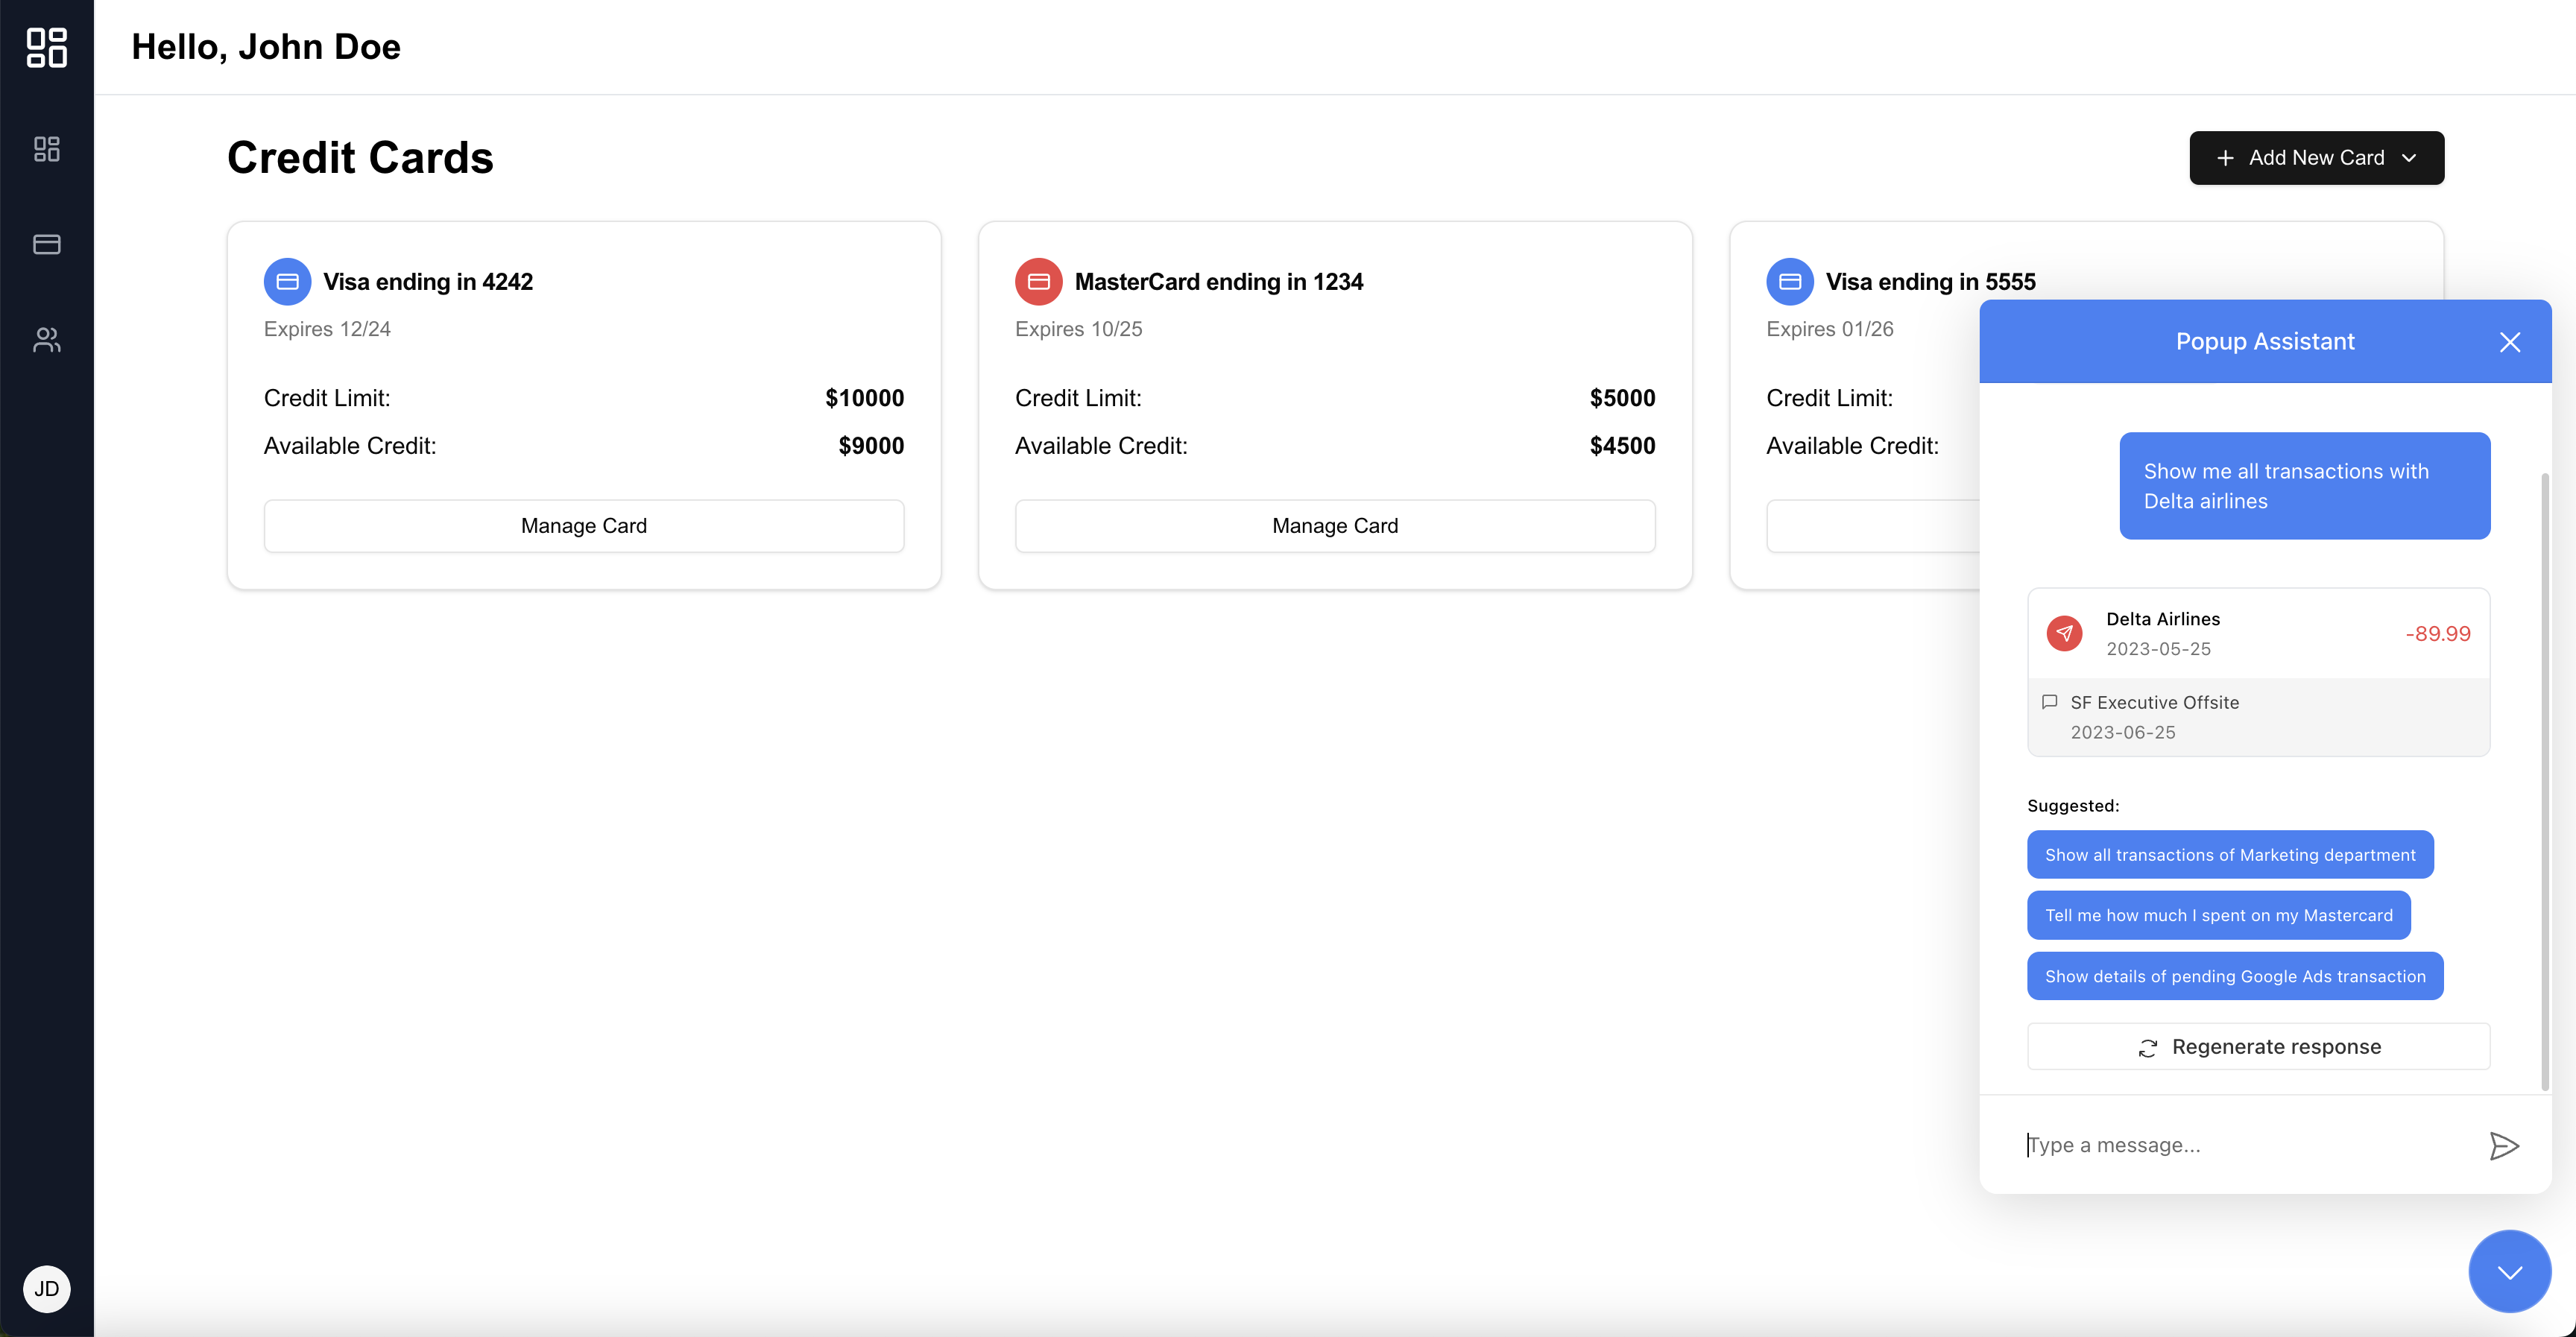 Hello, John Doe
Credit Cards
Add New Card
Visa ending in 4242
Expires 12/24
Credit Limit: $10000
Available Credit: $9000
Manage Card
MasterCard ending in 1234
Expires 10/25
Credit Limit: $5000
Available Credit: $4500
Manage Card
Visa ending in 5555
Expires 01/26
Credit Limit:
Available Credit:
Popup Assistant
Show me all transactions with
Delta airlines
Delta Airlines
2023-05-25
-89.99
SF Executive Offsite
2023-06-25
Suggested:
Show all transactions of Marketing department
Tell me how much I spent on my Mastercard
Show details of pending Google Ads transaction
Regenerate response
Type a message...
JD